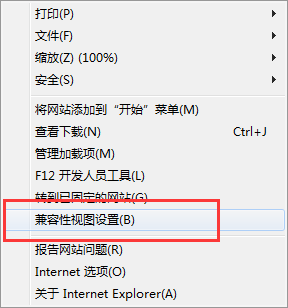 打印(P)
文件(F)
缩放(Z) (100%)
安全(S)
将网站添加到“开始”菜单(M)
查看下载(N) Ctrl+J
管理加载项(M)
F12 开发人员工具(L)
转到已固定的网站(G)
兼容性视图设置(B)
报告网站问题(R)
Internet 选项(O)
关于 Internet Explorer(A)